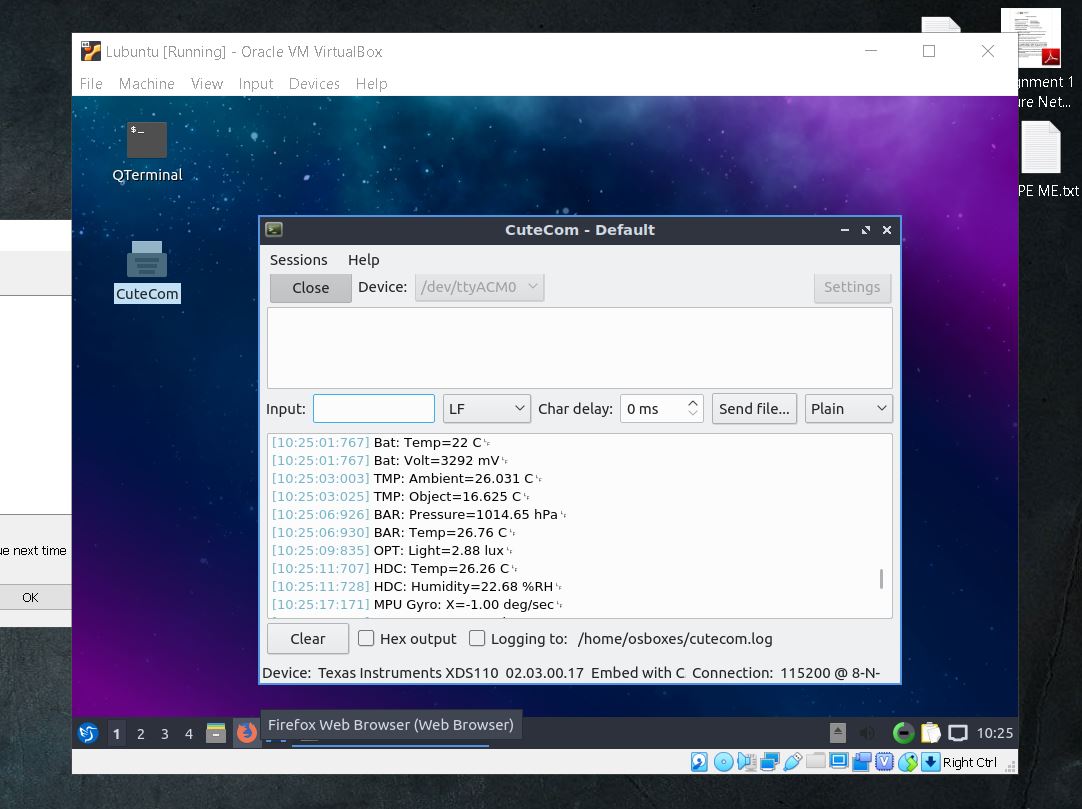 Lubuntu [Running] - Oracle VM VirtualBox
File Machine View Input Devices Help
gnment 1
ure Net...
PE ME.txt
$_
QTerminal
CuteCom
CuteCom - Default
Sessions Help
Close Device: /dev/ttyACM0 Settings
Input: LF Char delay: 0 ms Send file... Plain
[10:25:01:767] Bat: Temp=22 C
[10:25:01:767] Bat: Volt=3292 mV
[10:25:03:003] TMP: Ambient=26.031 C
[10:25:03:025] TMP: Object=16.625 C
[10:25:06:926] BAR: Pressure=1014.65 hPa
[10:25:06:930] BAR: Temp=26.76 C
[10:25:09:835] OPT: Light=2.88 lux
[10:25:11:707] HDC: Temp=26.26 C
[10:25:11:728] HDC: Humidity=22.68 %RH
[10:25:17:171] MPU Gyro: X=-1.00 deg/sec
ue next time
OK
Clear Hex output Logging to: /home/osboxes/cutecom.log
Device: Texas Instruments XDS110 02.03.00.17 Embed with C Connection: 115200 @ 8-N-
Firefox Web Browser (Web Browser)
1 2 3 4 10:25
Right Ctrl